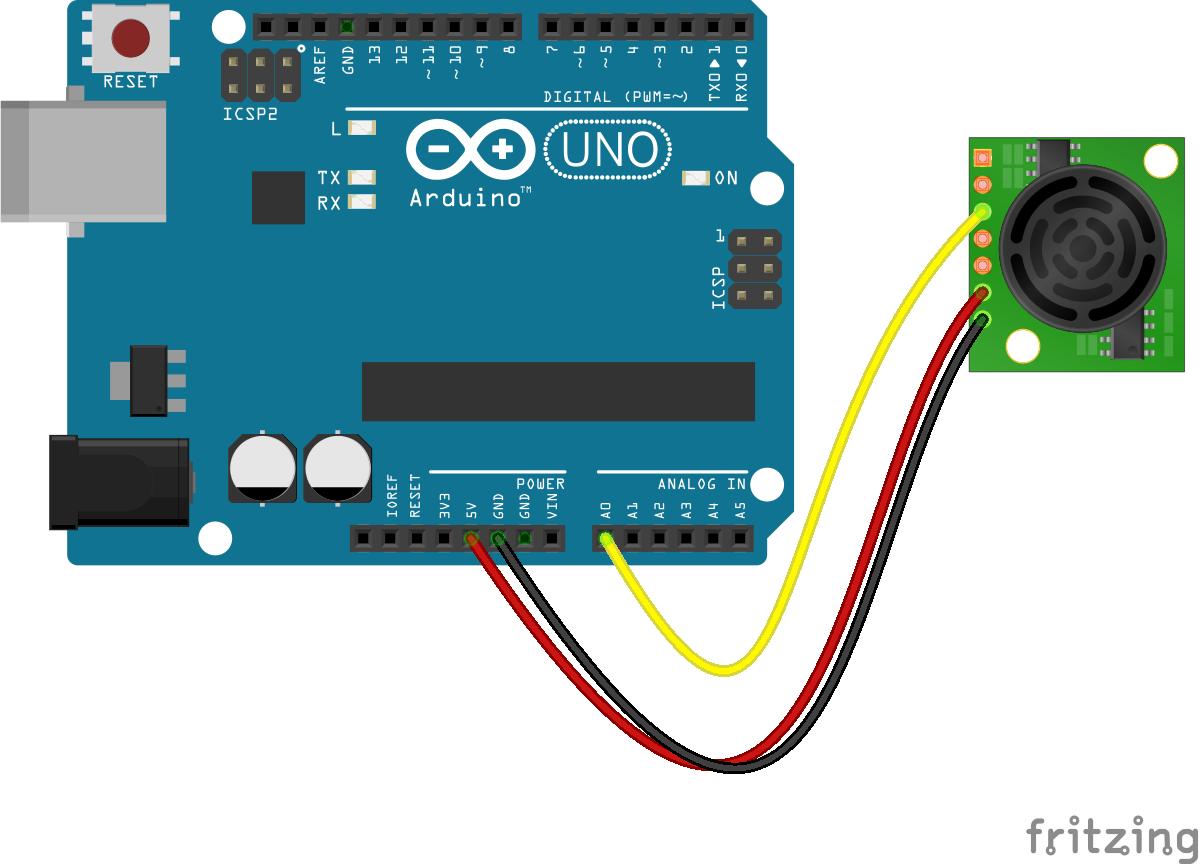 RESET
ICSP2
AREF
GND
13
12
~11
~10
~9
8
7
~6
~5
4
~3
2
TX0▶1
RX0◀0
DIGITAL (PWM=~)
L
TX
RX
UNO
Arduino™
ON
1
ICSP
IOREF
RESET
3V3
5V
GND
GND
VIN
POWER
ANALOG IN
A0
A1
A2
A3
A4
A5
fritzing